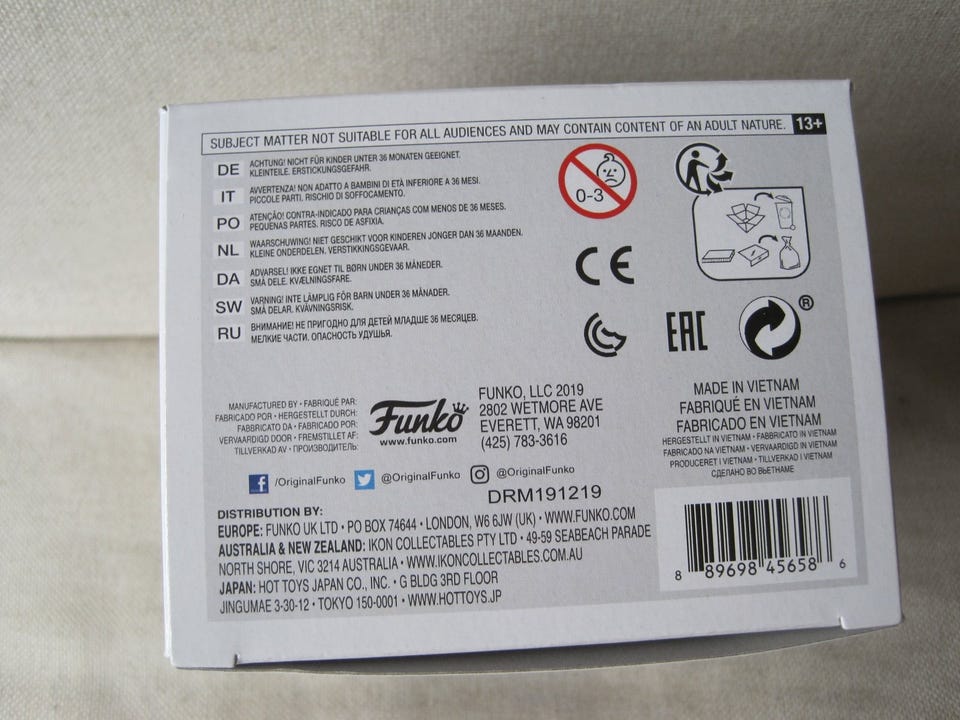 SUBJECT MATTER NOT SUITABLE FOR ALL AUDIENCES AND MAY CONTAIN CONTENT OF AN ADULT NATURE. 13+
DE ACHTUNG! NICHT FÜR KINDER UNTER 36 MONATEN GEEIGNET.
KLEINTEILE. ERSTICKUNGSGEFAHR.
IT AVVERTENZA! NON ADATTO A BAMBINI DI ETÀ INFERIORE A 36 MESI.
PICCOLE PARTI. RISCHIO DI SOFFOCAMENTO.
PO ATENÇÃO! CONTRA-INDICADO PARA CRIANÇAS COM MENOS DE 36 MESES.
PEQUENAS PARTES. RISCO DE ASFIXIA.
NL WAARSCHUWING! NIET GESCHIKT VOOR KINDEREN JONGER DAN 36 MAANDEN.
KLEINE ONDERDELEN. VERSTIKKINGSGEVAAR.
DA ADVARSEL! IKKE EGNET TIL BØRN UNDER 36 MÅNEDER.
SMÅ DELE. KVÆLNINGSFARE.
SW VARNING! INTE LÄMPLIG FÖR BARN UNDER 36 MÅNADER.
SMÅ DELAR. KVÄVNINGSRISK.
RU ВНИМАНИЕ! НЕ ПРИГОДНО ДЛЯ ДЕТЕЙ МЛАДШЕ 36 МЕСЯЦЕВ.
МЕЛКИЕ ЧАСТИ. ОПАСНОСТЬ УДУШЬЯ.
0-3
CE
EAC
®
MANUFACTURED BY • FABRIQUÉ PAR:
FABRICADO POR • HERGESTELLT DURCH:
FABBRICATO DA • FABRICADO POR:
VERVAARDIGD DOOR • FREMSTILLET AF:
TILLVERKAD AV • ПРОИЗВОДИТЕЛЬ:
Funko
www.funko.com
FUNKO, LLC 2019
2802 WETMORE AVE
EVERETT, WA 98201
(425) 783-3616
MADE IN VIETNAM
FABRIQUÉ EN VIETNAM
FABRICADO EN VIETNAM
HERGESTELLT IN VIETNAM • FABBRICATO IN VIETNAM
FABRICADO NA VIETNAM • VERVAARDIGD IN VIETNAM
PRODUCERET I VIETNAM • TILLVERKAD I VIETNAM
СДЕЛАНО ВО ВЬЕТНАМЕ
/OriginalFunko @OriginalFunko @OriginalFunko
DRM191219
DISTRIBUTION BY:
EUROPE: FUNKO UK LTD • PO BOX 74644 • LONDON, W6 6JW (UK) • WWW.FUNKO.COM
AUSTRALIA & NEW ZEALAND: IKON COLLECTABLES PTY LTD • 49-59 SEABEACH PARADE
NORTH SHORE, VIC 3214 AUSTRALIA • WWW.IKONCOLLECTABLES.COM.AU
JAPAN: HOT TOYS JAPAN CO., INC. • G BLDG 3RD FLOOR
JINGUMAE 3-30-12 • TOKYO 150-0001 • WWW.HOTTOYS.JP
8 89698 45658 6